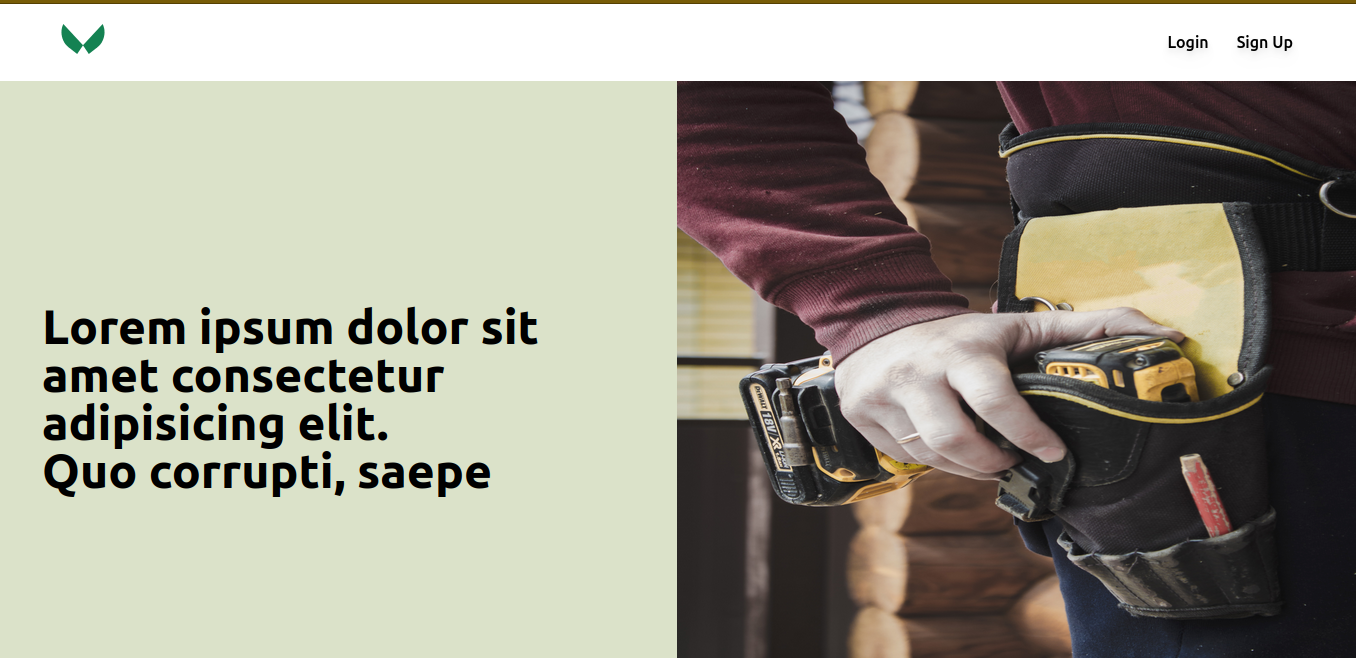 Login Sign Up
Lorem ipsum dolor sit
amet consectetur
adipisicing elit.
Quo corrupti, saepe
DEWALT
18V XR